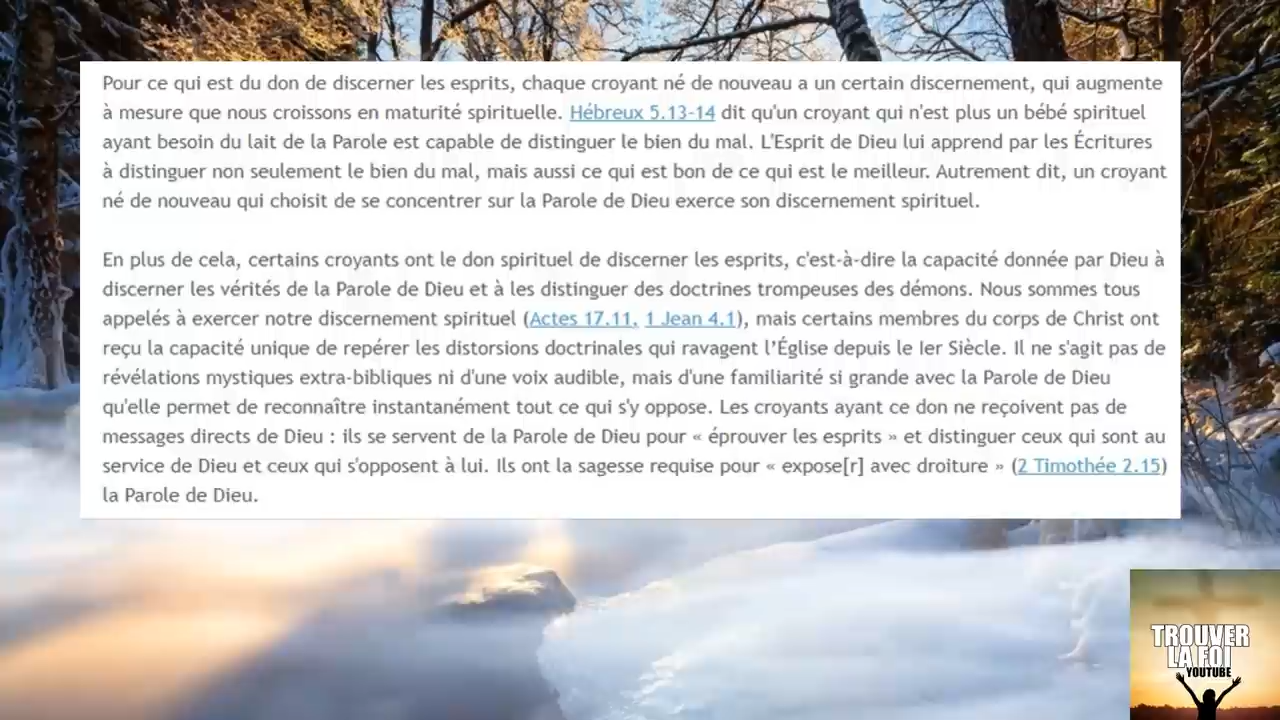 Pour ce qui est du don de discerner les esprits, chaque croyant né de nouveau a un certain discernement, qui augmente
à mesure que nous croissons en maturité spirituelle. Hébreux 5.13-14 dit qu'un croyant qui n'est plus un bébé spirituel
ayant besoin du lait de la Parole est capable de distinguer le bien du mal. L'Esprit de Dieu lui apprend par les Écritures
à distinguer non seulement le bien du mal, mais aussi ce qui est bon de ce qui est le meilleur. Autrement dit, un croyant
né de nouveau qui choisit de se concentrer sur la Parole de Dieu exerce son discernement spirituel.
En plus de cela, certains croyants ont le don spirituel de discerner les esprits, c'est-à-dire la capacité donnée par Dieu à
discerner les vérités de la Parole de Dieu et à les distinguer des doctrines trompeuses des démons. Nous sommes tous
appelés à exercer notre discernement spirituel (Actes 17.11, 1 Jean 4.1), mais certains membres du corps de Christ ont
reçu la capacité unique de repérer les distorsions doctrinales qui ravagent l’Église depuis le Ier Siècle. Il ne s'agit pas de
révélations mystiques extra-bibliques ni d'une voix audible, mais d'une familiarité si grande avec la Parole de Dieu
qu'elle permet de reconnaître instantanément tout ce qui s'y oppose. Les croyants ayant ce don ne reçoivent pas de
messages directs de Dieu : ils se servent de la Parole de Dieu pour « éprouver les esprits » et distinguer ceux qui sont au
service de Dieu et ceux qui s'opposent à lui. Ils ont la sagesse requise pour « expose[r] avec droiture » (2 Timothée 2.15)
la Parole de Dieu.
TROUVER
LA FOI
YOUTUBE